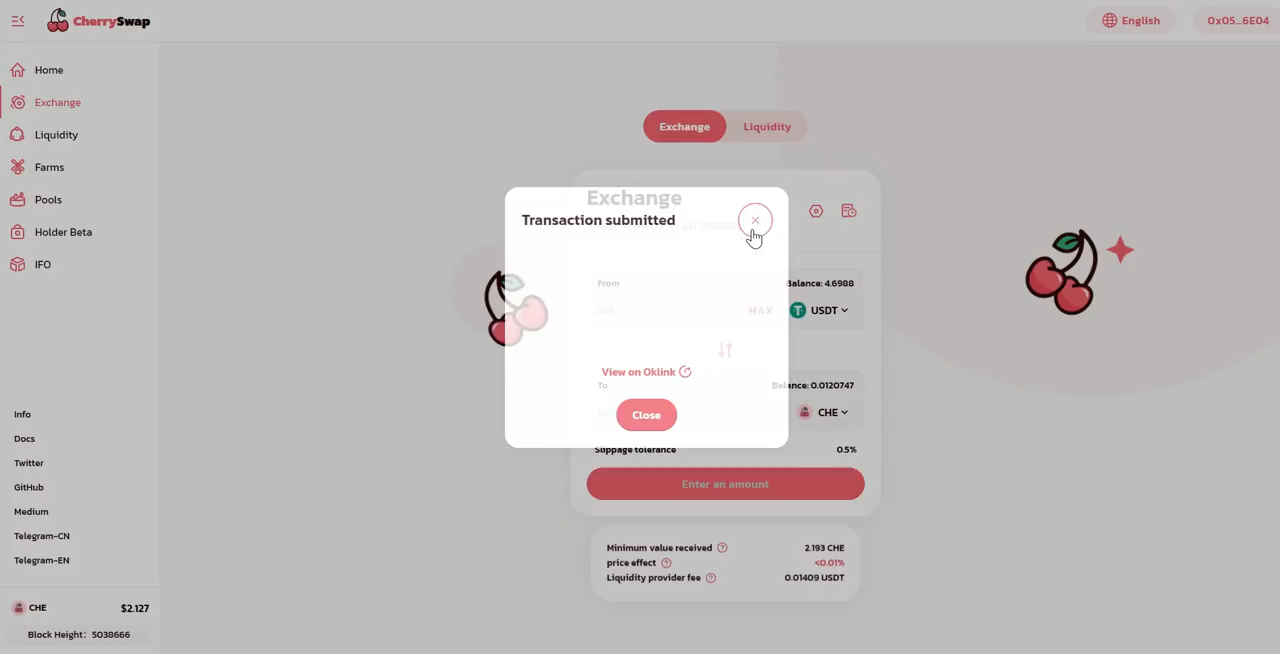 CherrySwap
English
0x05...6E04
Home
Exchange
Liquidity
Farms
Pools
Holder Beta
IFO
Info
Docs
Twitter
GitHub
Medium
Telegram-CN
Telegram-EN
CHE
$2.127
Block Height: 5038666
Exchange
Liquidity
Exchange
Transaction submitted
From
Balance: 4.6988
MAX
USDT
View on Oklink
To
Balance: 0.0120747
CHE
Close
Slippage tolerance
0.5%
Enter an amount
Minimum value received
2.193 CHE
price effect
<0.01%
Liquidity provider fee
0.01409 USDT